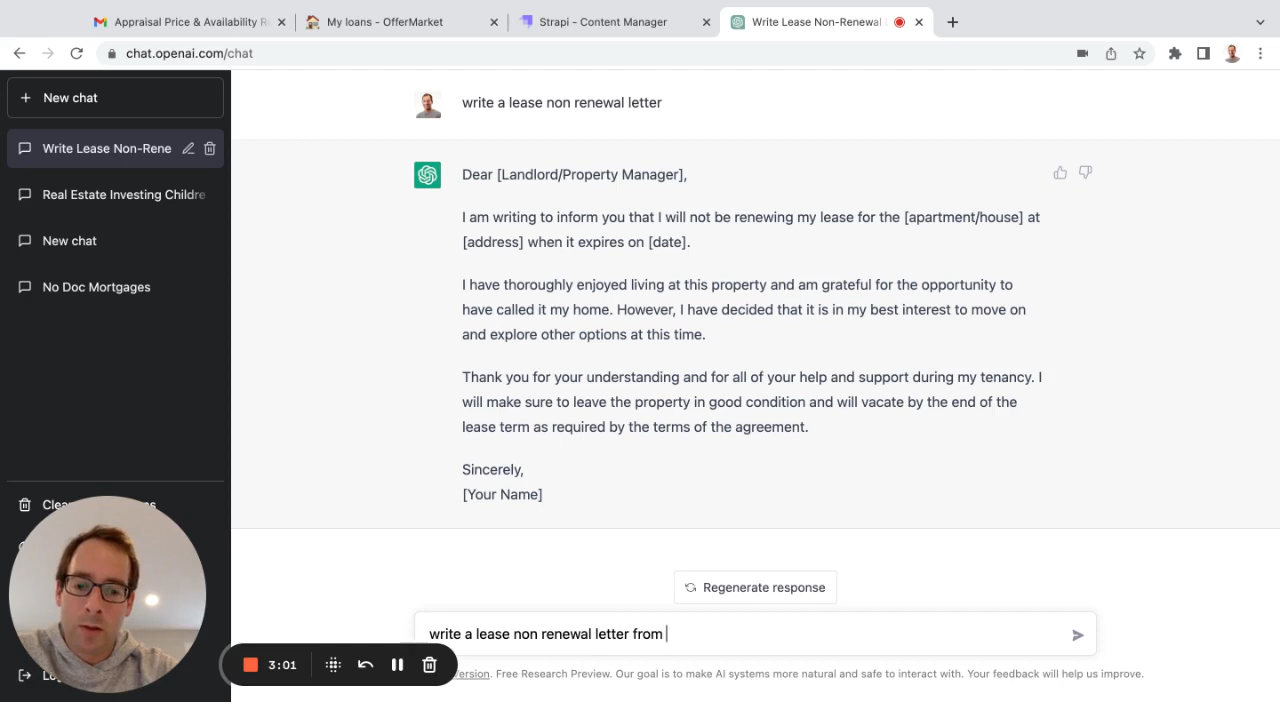 Appraisal Price & Availability R
My loans - OfferMarket
Strapi - Content Manager
Write Lease Non-Renewal
chat.openai.com/chat
New chat
Write Lease Non-Rene
Real Estate Investing Childre
New chat
No Doc Mortgages
write a lease non renewal letter
Dear [Landlord/Property Manager],
I am writing to inform you that I will not be renewing my lease for the [apartment/house] at
[address] when it expires on [date].
I have thoroughly enjoyed living at this property and am grateful for the opportunity to
have called it my home. However, I have decided that it is in my best interest to move on
and explore other options at this time.
Thank you for your understanding and for all of your help and support during my tenancy. I
will make sure to leave the property in good condition and will vacate by the end of the
lease term as required by the terms of the agreement.
Sincerely,
[Your Name]
Regenerate response
write a lease non renewal letter from
3:01
Version. Free Research Preview. Our goal is to make AI systems more natural and safe to interact with. Your feedback will help us improve.